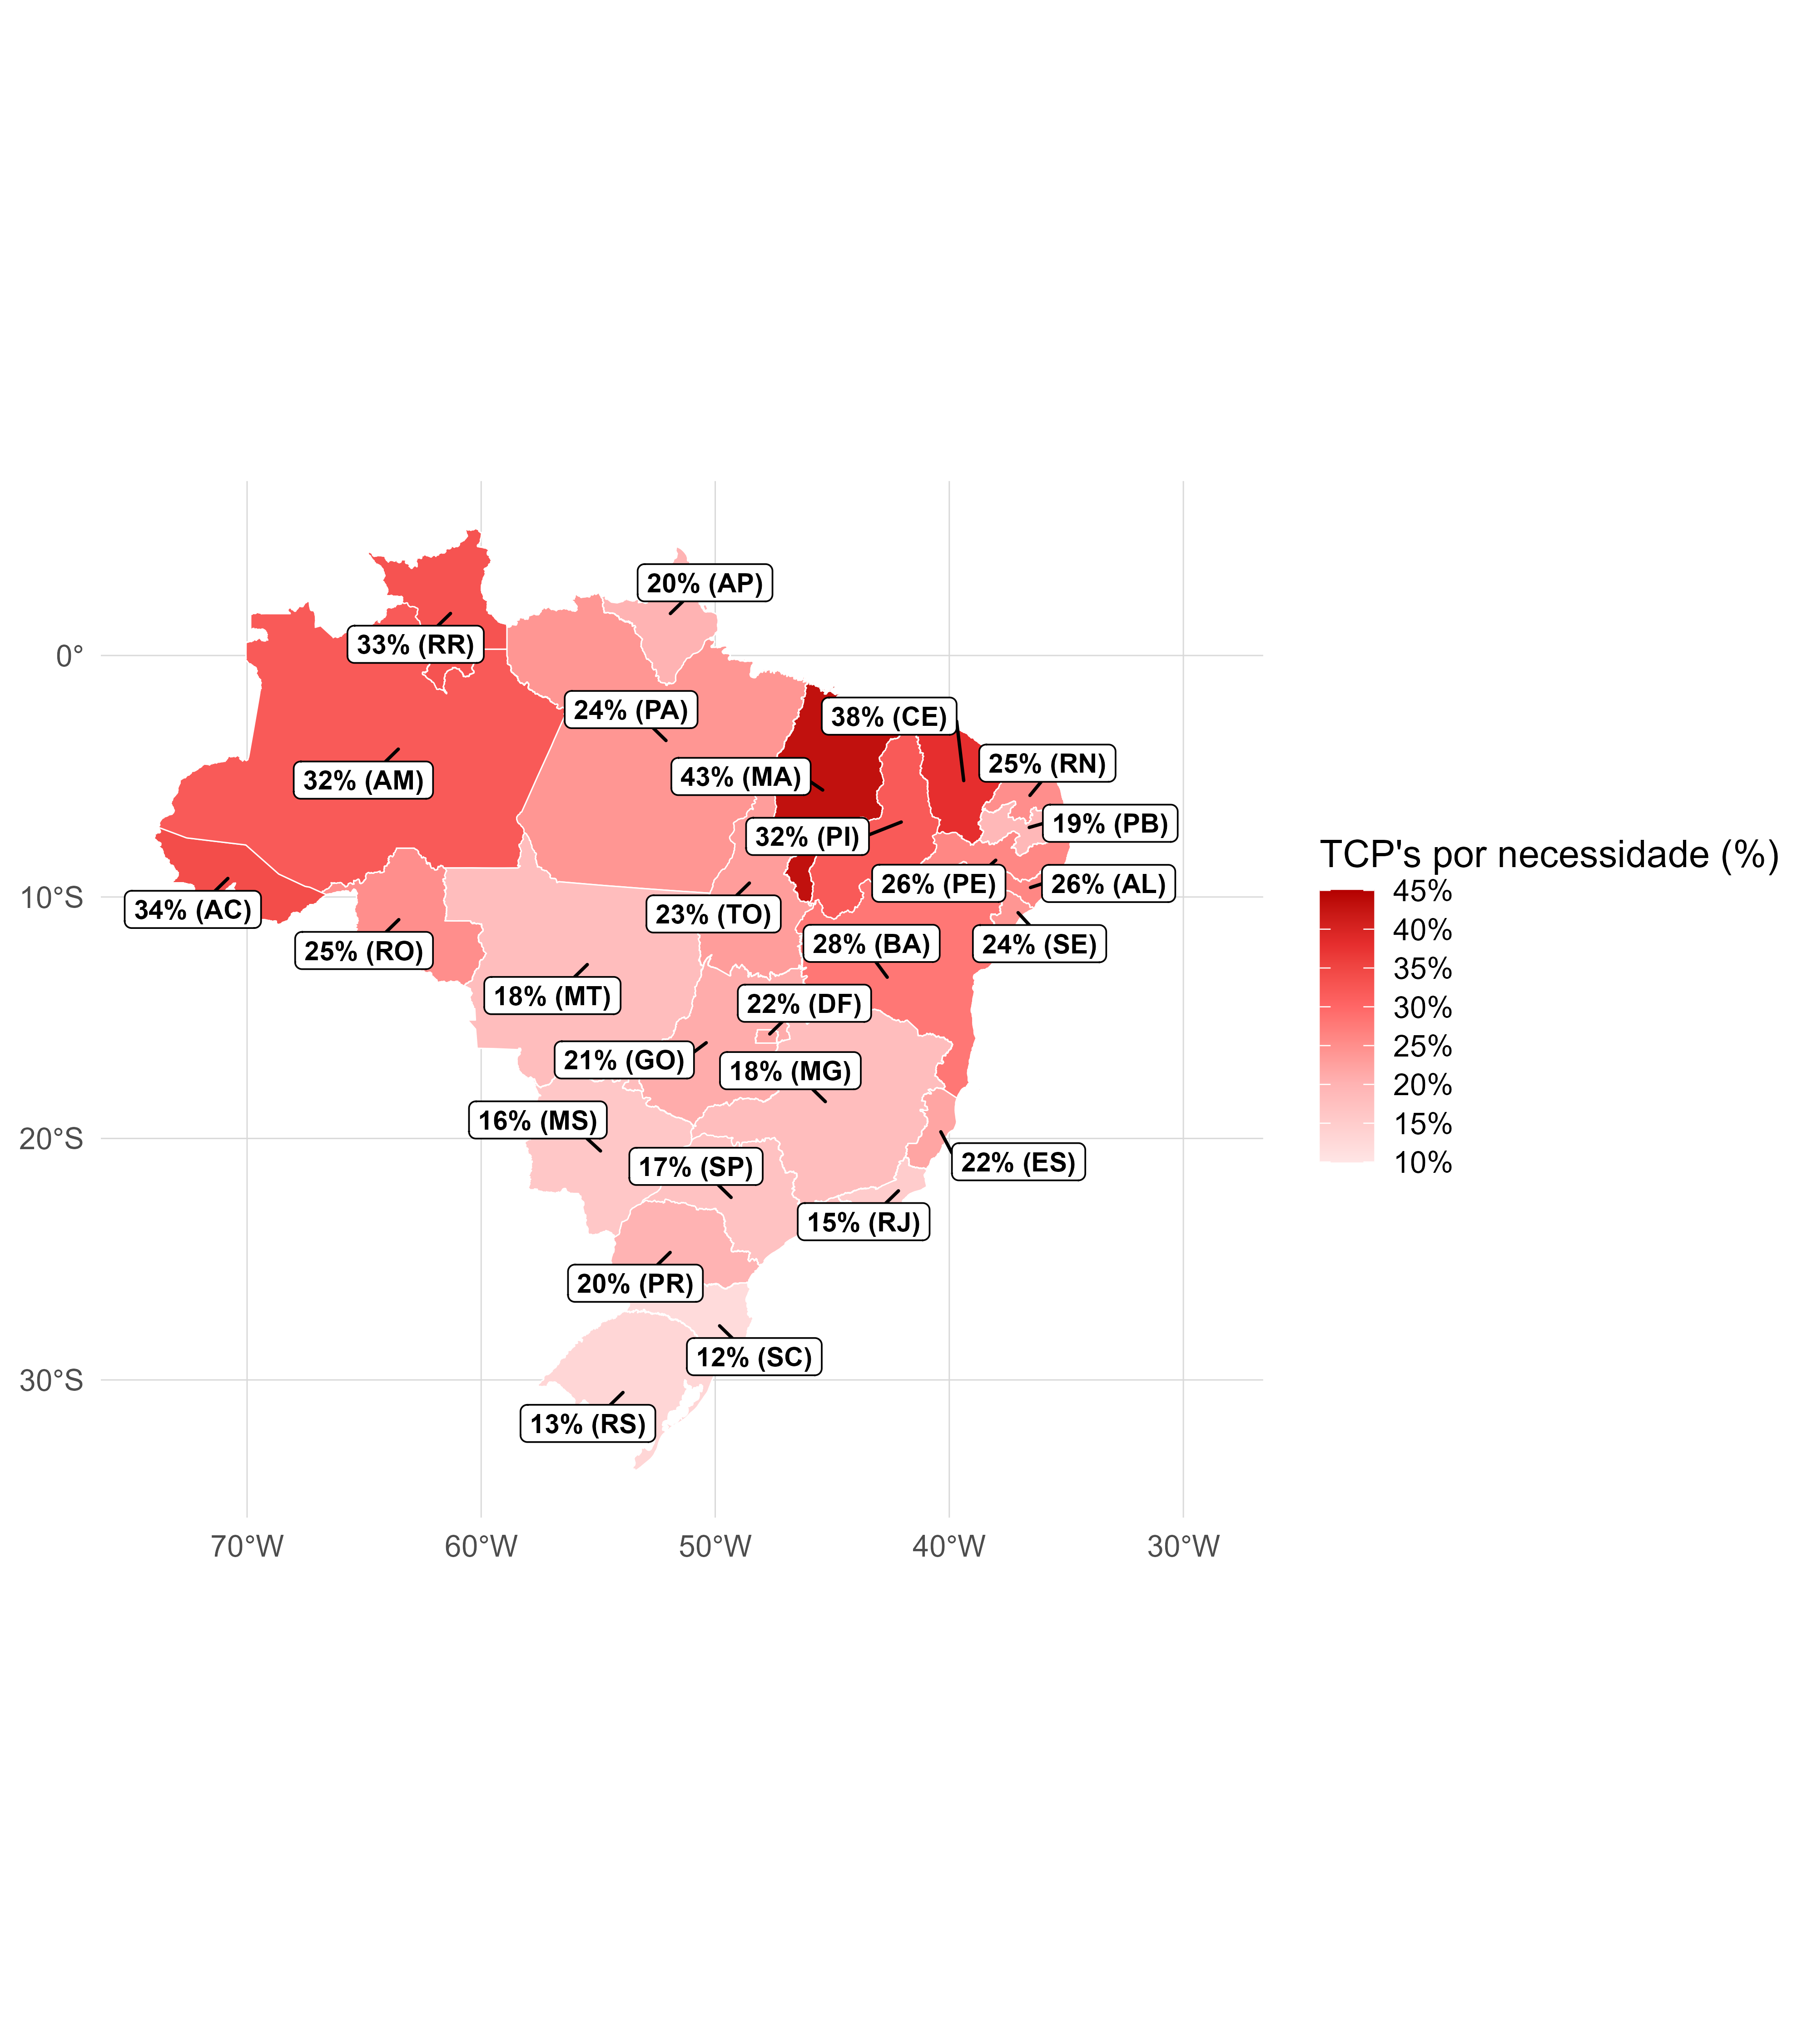 20% (AP)
33% (RR)
0°
24% (PA)
38% (CE)
25% (RN)
43% (MA)
32% (AM)
19% (PB)
32% (PI)
TCP's por necessidade (%)
45%
40%
35%
30%
25%
20%
15%
10%
26% (PE)
26% (AL)
10°S
34% (AC)
23% (TO)
25% (RO)
28% (BA)
24% (SE)
18% (MT)
22% (DF)
21% (GO)
18% (MG)
16% (MS)
20°S
17% (SP)
22% (ES)
15% (RJ)
20% (PR)
12% (SC)
30°S
13% (RS)
70°W 60°W 50°W 40°W 30°W